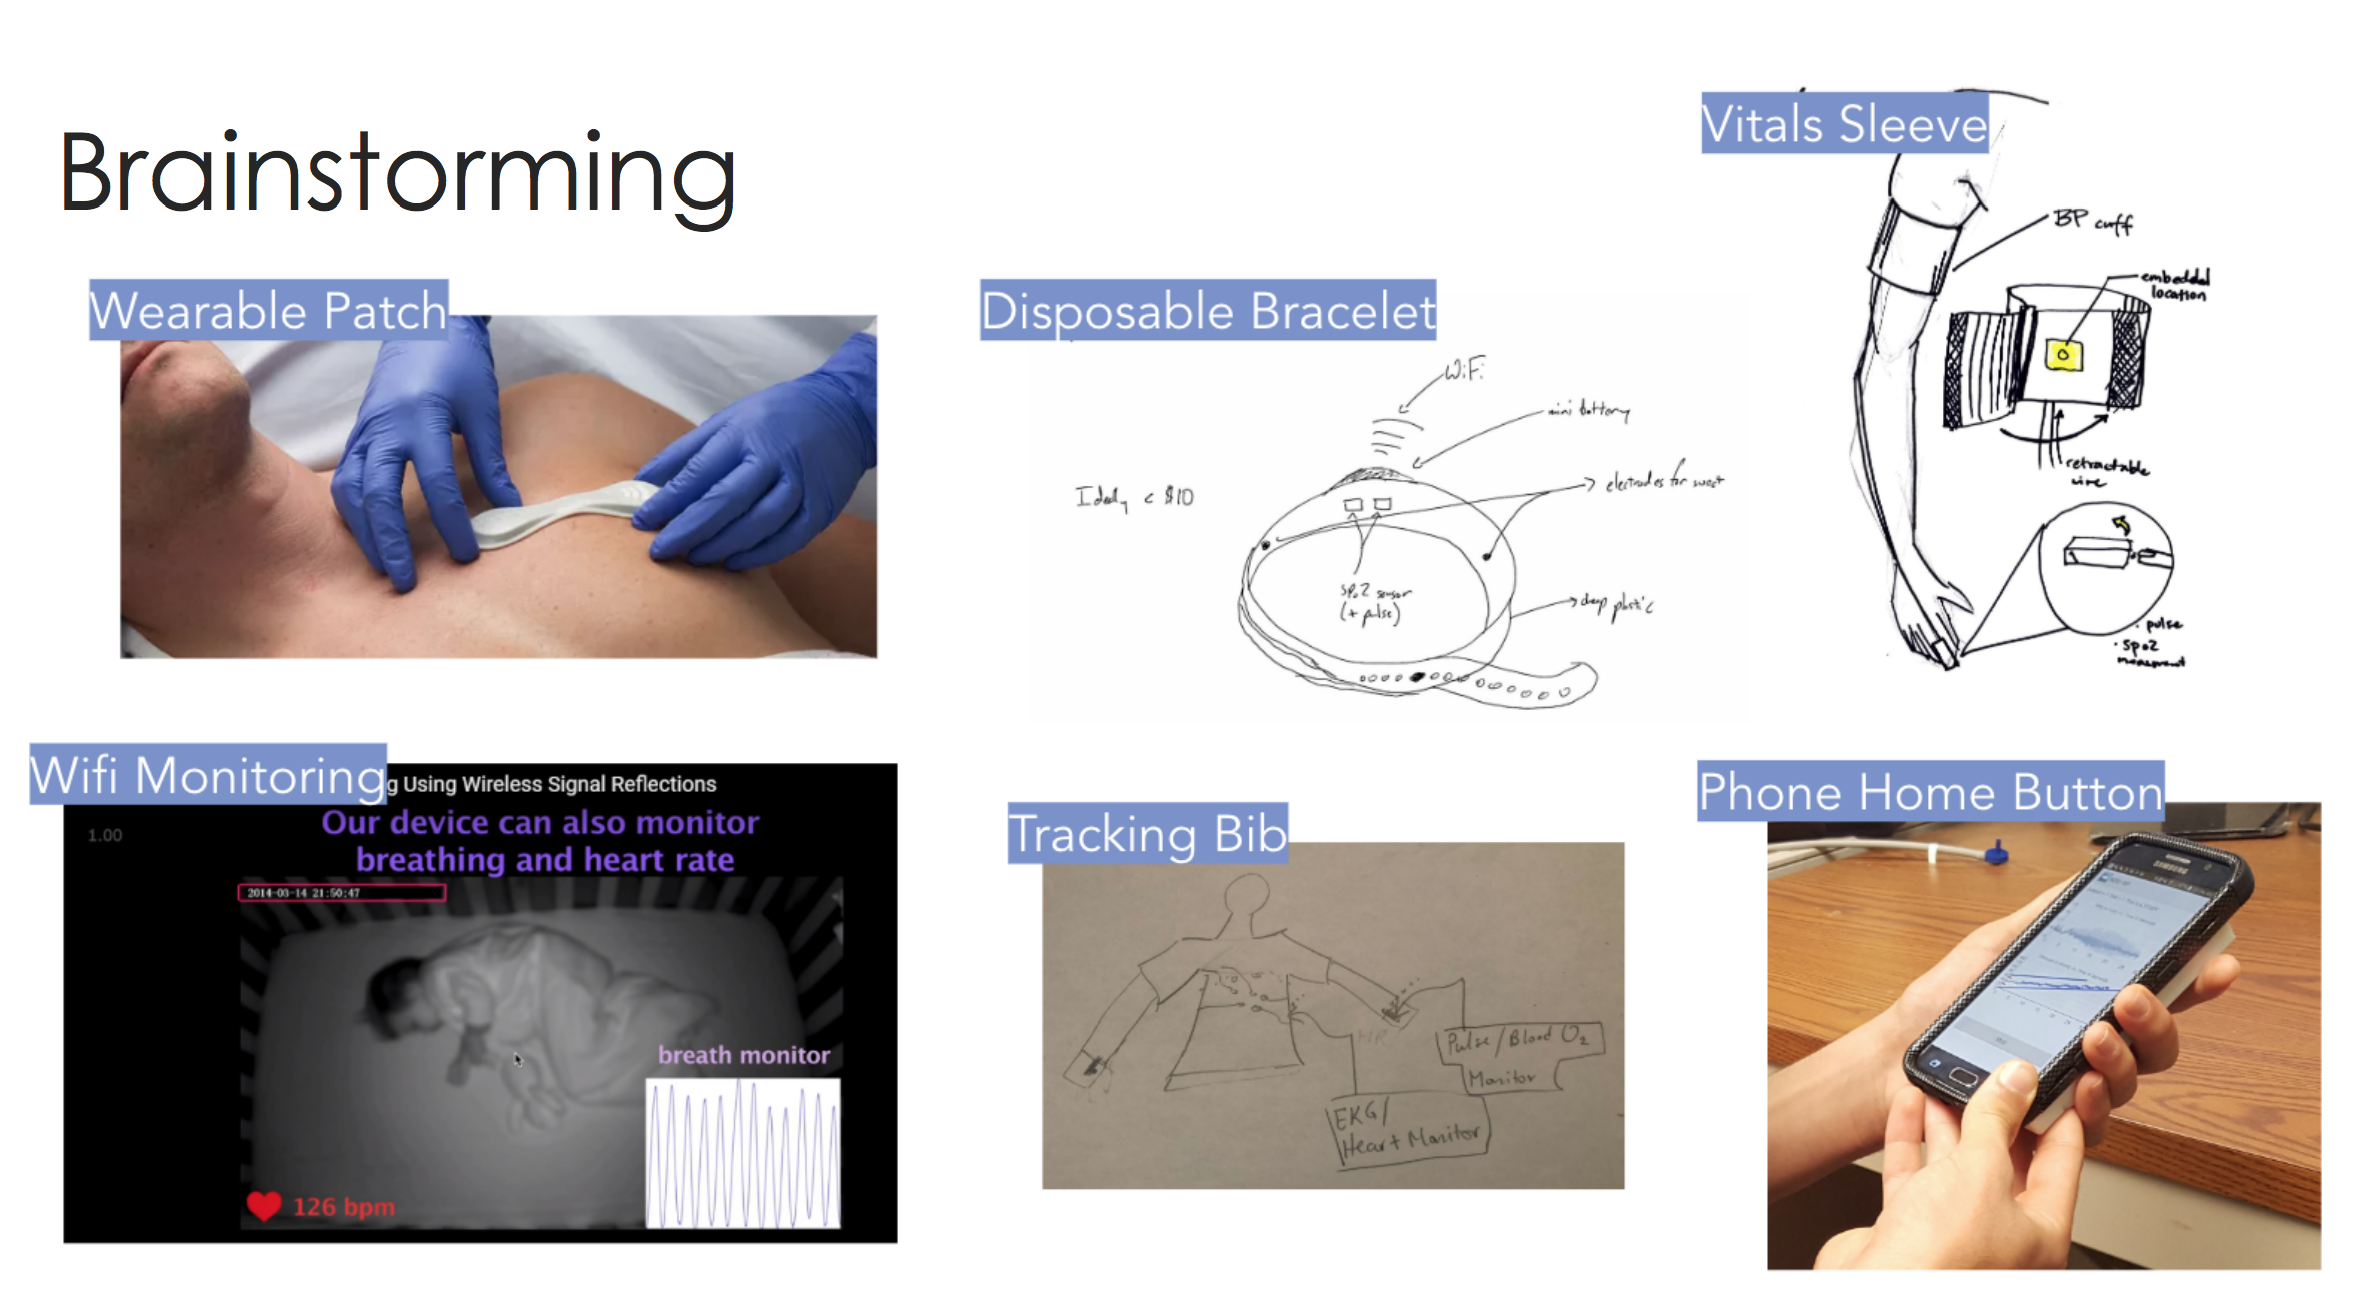 Brainstorming
Wearable Patch
Disposable Bracelet
WiFi
mini battery
Ideally < $10
electrodes for sweat
SpO2 sensor
(+ pulse)
cheap plastic
Vitals Sleeve
BP cuff
embedded
location
retractable
wire
• pulse
• SpO2
Wifi Monitoring
g Using Wireless Signal Reflections
1.00
Our device can also monitor
breathing and heart rate
2014-03-14 21:50:47
breath monitor
126 bpm
Tracking Bib
Pulse/Blood O2
Monitor
EKG/
Heart Monitor
Phone Home Button
SAMSUNG